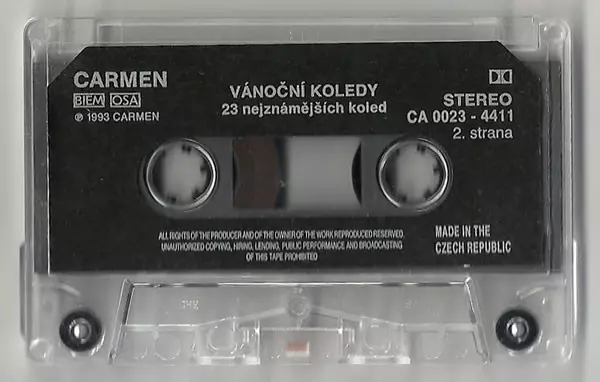 CARMEN
BIEM OSA
℗ 1993 CARMEN
VÁNOČNÍ KOLEDY
23 nejznámějších koled
STEREO
CA 0023 - 4411
2. strana
ALL RIGHTS OF THE PRODUCER AND OF THE OWNER OF THE WORK REPRODUCED RESERVED.
UNAUTHORIZED COPYING, HIRING, LENDING, PUBLIC PERFORMANCE AND BROADCASTING
OF THIS TAPE PROHIBITED
MADE IN THE
CZECH REPUBLIC